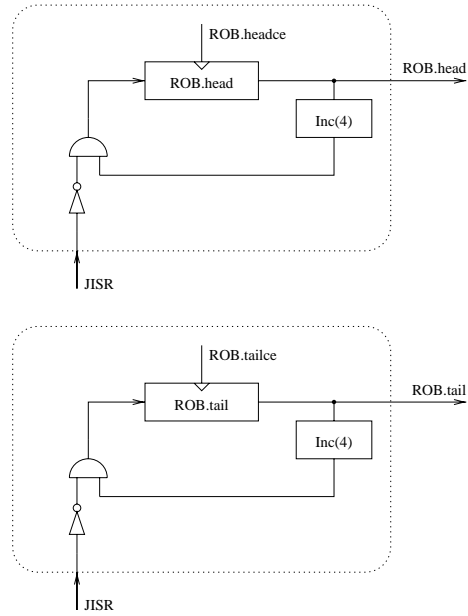 ROB.headce
ROB.head
ROB.head
Inc(4)
JISR
ROB.tailce
ROB.tail
ROB.tail
Inc(4)
JISR